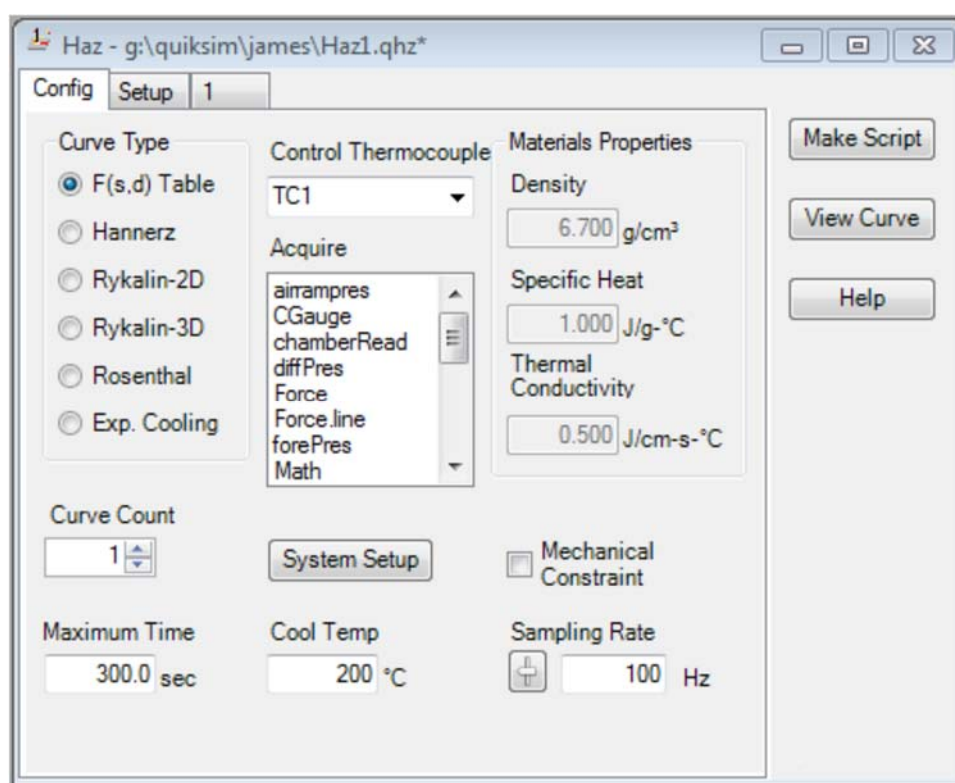 Haz - g:\quiksim\james\Haz1.qhz*
Config Setup 1
Curve Type
F(s,d) Table
Hannerz
Rykalin-2D
Rykalin-3D
Rosenthal
Exp. Cooling
Control Thermocouple
TC1
Acquire
airrampres
CGauge
chamberRead
diffPres
Force
Force.line
forePres
Math
Materials Properties
Density
6.700 g/cm³
Specific Heat
1.000 J/g-°C
Thermal
Conductivity
0.500 J/cm-s-°C
Make Script
View Curve
Help
Curve Count
1
System Setup
Mechanical
Constraint
Maximum Time
300.0 sec
Cool Temp
200 °C
Sampling Rate
100 Hz